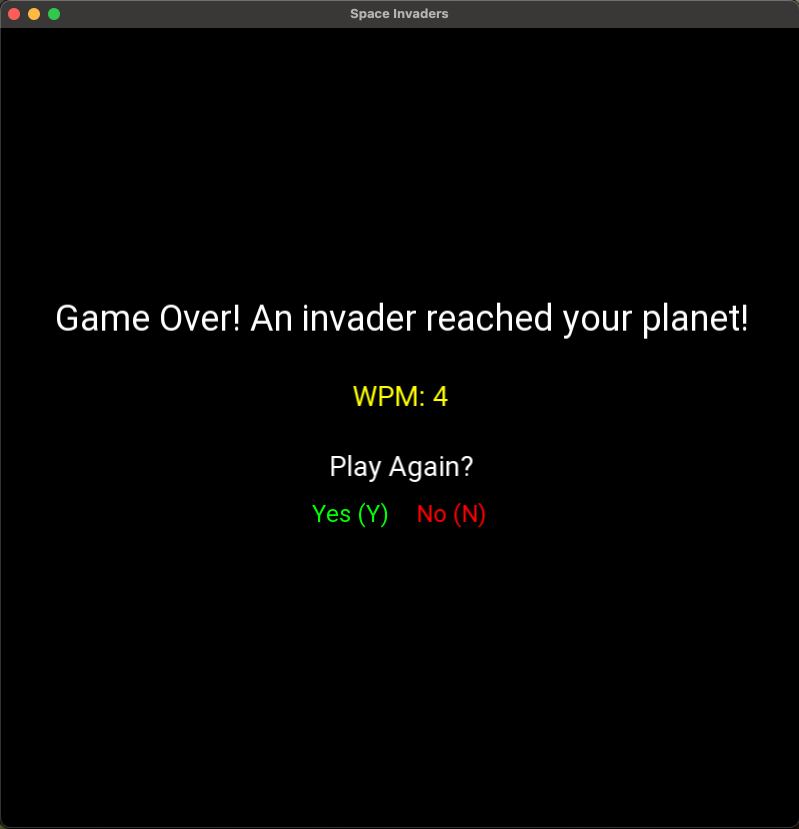 Space Invaders
Game Over! An invader reached your planet!
WPM: 4
Play Again?
Yes (Y) No (N)